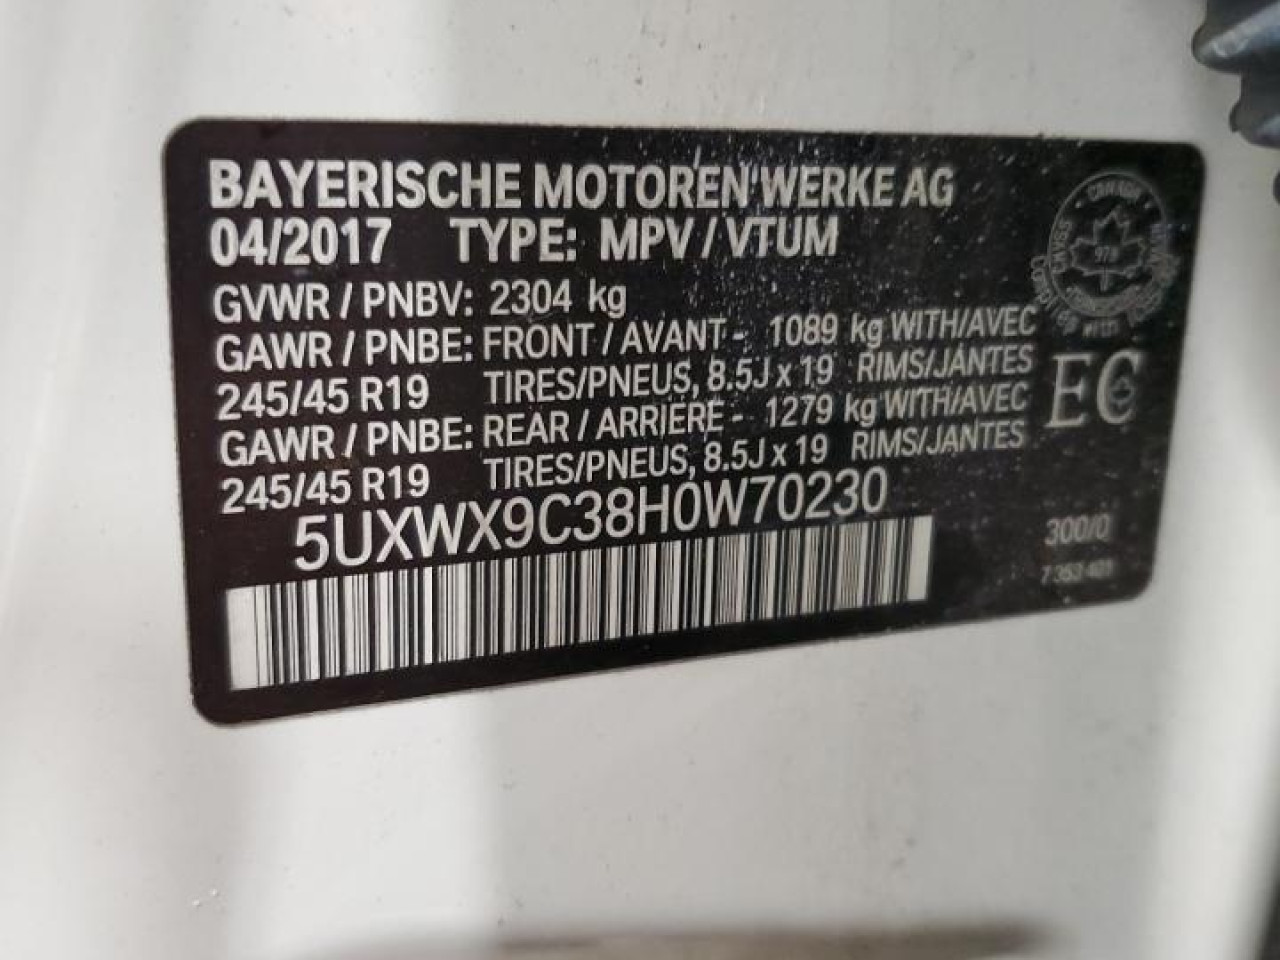 BAYERISCHE MOTOREN WERKE AG
04/2017 TYPE: MPV / VTUM
GVWR / PNBV: 2304 kg
GAWR / PNBE: FRONT / AVANT - 1089 kg WITH/AVEC
245/45 R19 TIRES/PNEUS, 8.5J x 19 RIMS/JANTES
GAWR / PNBE: REAR / ARRIÈRE - 1279 kg WITH/AVEC
245/45 R19 TIRES/PNEUS, 8.5J x 19 RIMS/JANTES
5UXWX9C38H0W70230
CANADA
979
EC
300/0